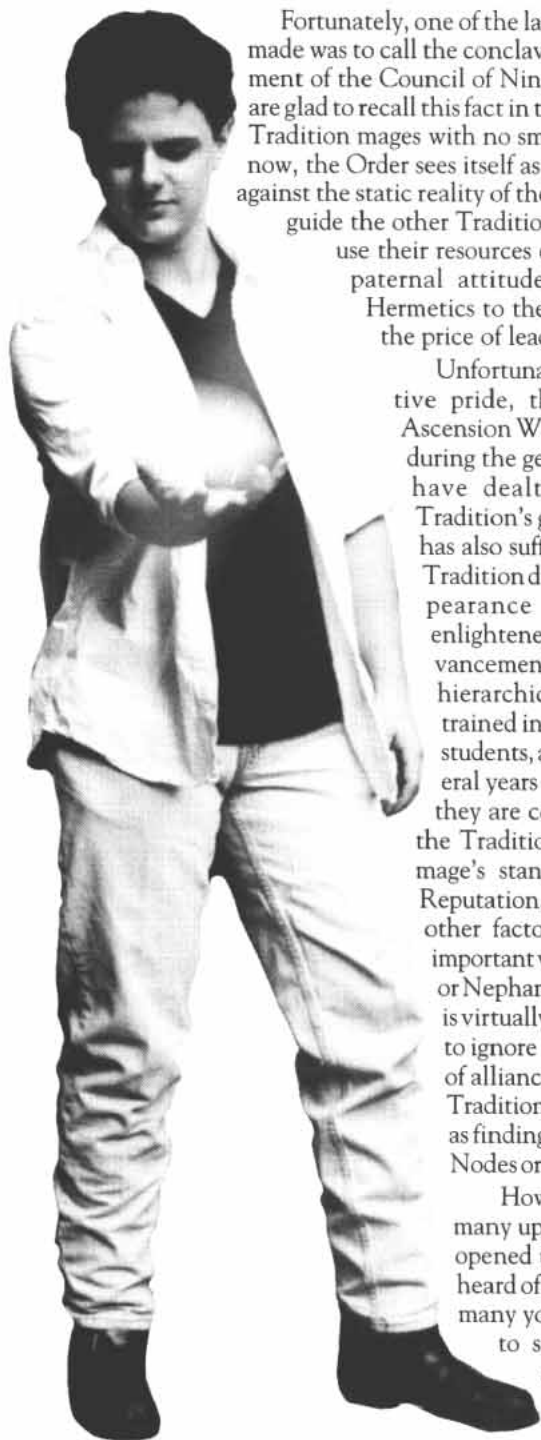 Fortunately, one of the la
made was to call the conclav
ment of the Council of Nin
are glad to recall this fact in t
Tradition mages with no sm
now, the Order sees itself as
against the static reality of the
guide the other Tradition
use their resources
paternal attitude
Hermetics to the
the price of lead
Unfortuna
tive pride, th
Ascension W
during the ge
have dealt
Tradition's g
has also suff
Tradition d
pearance
enlightene
vancement
hierarchic
trained in
students, a
eral years
they are c
the Traditio
mage's stan
Reputation
other facto
important
or Nephan
is virtually
to ignore
of allianc
Tradition
as finding
Nodes or
How
many up
opened
heard of
many yo
to s